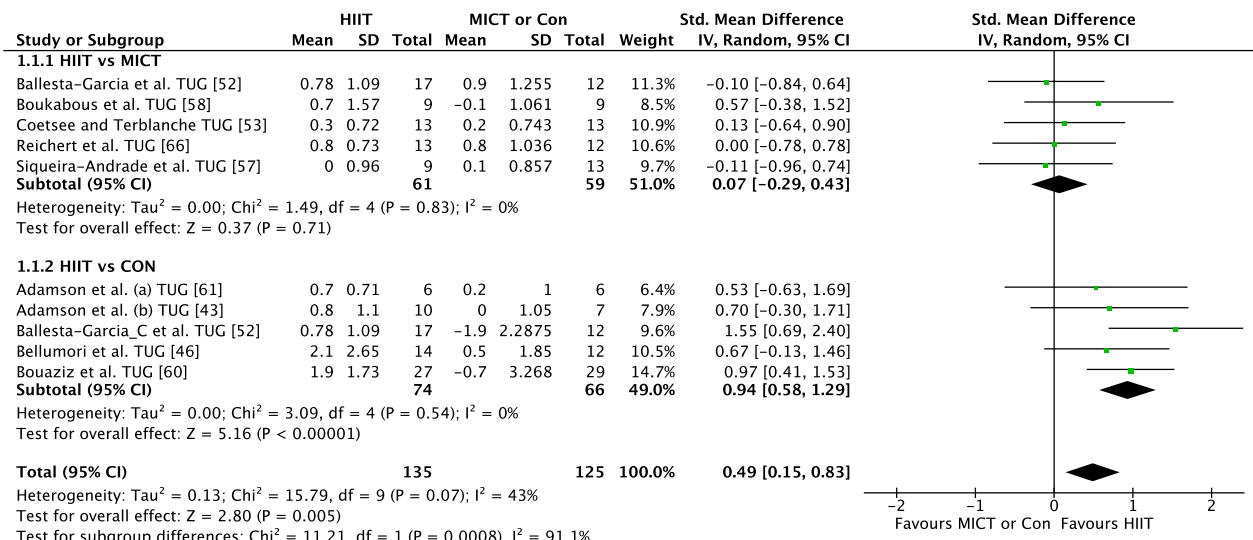 HIIT MICT or Con Std. Mean Difference Std. Mean Difference
Study or Subgroup Mean SD Total Mean SD Total Weight IV, Random, 95% CI IV, Random, 95% CI
1.1.1 HIIT vs MICT
Ballesta-Garcia et al. TUG [52] 0.78 1.09 17 0.9 1.255 12 11.3% -0.10 [-0.84, 0.64]
Boukabous et al. TUG [58] 0.7 1.57 9 -0.1 1.061 9 8.5% 0.57 [-0.38, 1.52]
Coetsee and Terblanche TUG [53] 0.3 0.72 13 0.2 0.743 13 10.9% 0.13 [-0.64, 0.90]
Reichert et al. TUG [66] 0.8 0.73 13 0.8 1.036 12 10.6% 0.00 [-0.78, 0.78]
Siqueira-Andrade et al. TUG [57] 0 0.96 9 0.1 0.857 13 9.7% -0.11 [-0.96, 0.74]
Subtotal (95% CI) 61 59 51.0% 0.07 [-0.29, 0.43]
Heterogeneity: Tau² = 0.00; Chi² = 1.49, df = 4 (P = 0.83); I² = 0%
Test for overall effect: Z = 0.37 (P = 0.71)
1.1.2 HIIT vs CON
Adamson et al. (a) TUG [61] 0.7 0.71 6 0.2 1 6 6.4% 0.53 [-0.63, 1.69]
Adamson et al. (b) TUG [43] 0.8 1.1 10 0 1.05 7 7.9% 0.70 [-0.30, 1.71]
Ballesta-Garcia_C et al. TUG [52] 0.78 1.09 17 -1.9 2.2875 12 9.6% 1.55 [0.69, 2.40]
Bellumori et al. TUG [46] 2.1 2.65 14 0.5 1.85 12 10.5% 0.67 [-0.13, 1.46]
Bouaziz et al. TUG [60] 1.9 1.73 27 -0.7 3.268 29 14.7% 0.97 [0.41, 1.53]
Subtotal (95% CI) 74 66 49.0% 0.94 [0.58, 1.29]
Heterogeneity: Tau² = 0.00; Chi² = 3.09, df = 4 (P = 0.54); I² = 0%
Test for overall effect: Z = 5.16 (P < 0.00001)
Total (95% CI) 135 125 100.0% 0.49 [0.15, 0.83]
Heterogeneity: Tau² = 0.13; Chi² = 15.79, df = 9 (P = 0.07); I² = 43%
Test for overall effect: Z = 2.80 (P = 0.005)
Test for subgroup differences: Chi² = 11.21, df = 1 (P = 0.0008), I² = 91.1%
-2 -1 0 1 2
Favours MICT or Con Favours HIIT